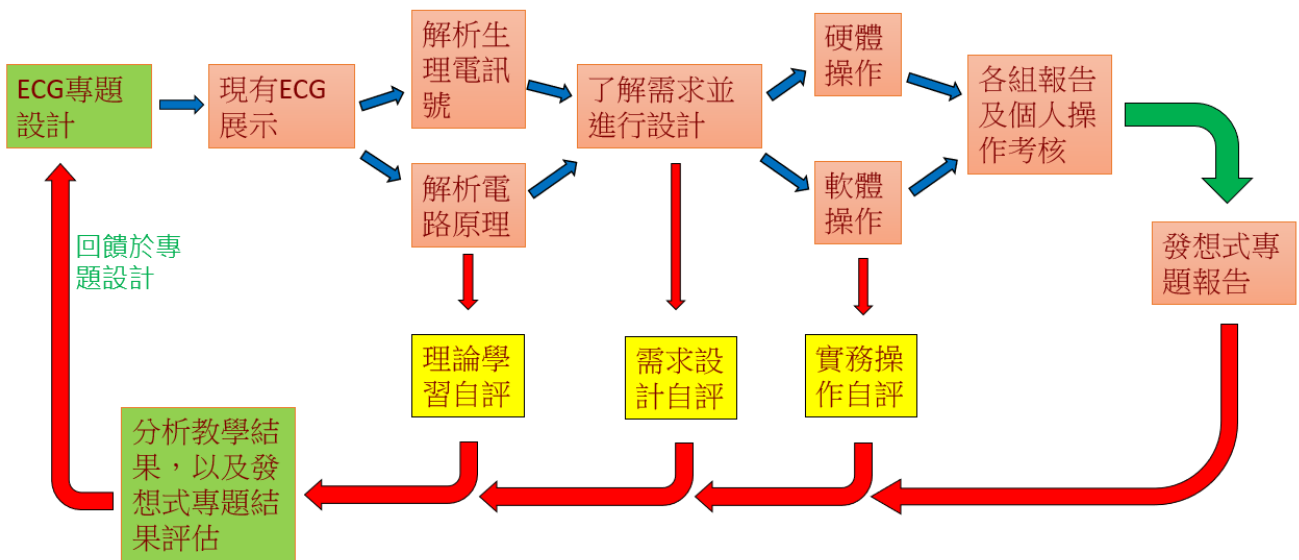 ECG專題
設計
現有ECG
展示
解析生
理電訊
號
解析電
路原理
了解需求並
進行設計
硬體
操作
軟體
操作
各組報告
及個人操
作考核
發想式專
題報告
回饋於專
題設計
理論學
習自評
需求設
計自評
實務操
作自評
分析教學結
果，以及發
想式專題結
果評估